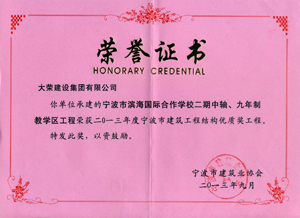 荣誉证书
HONORARY CREDENTIAL
大荣建设集团有限公司
你单位承建的宁波市滨海国际合作学校二期中轴、九年制
教学区工程荣获二0一三年度宁波市建筑工程结构优质奖工程。
特发此奖，以资鼓励。
宁波市建筑业协会
二0一三年九月